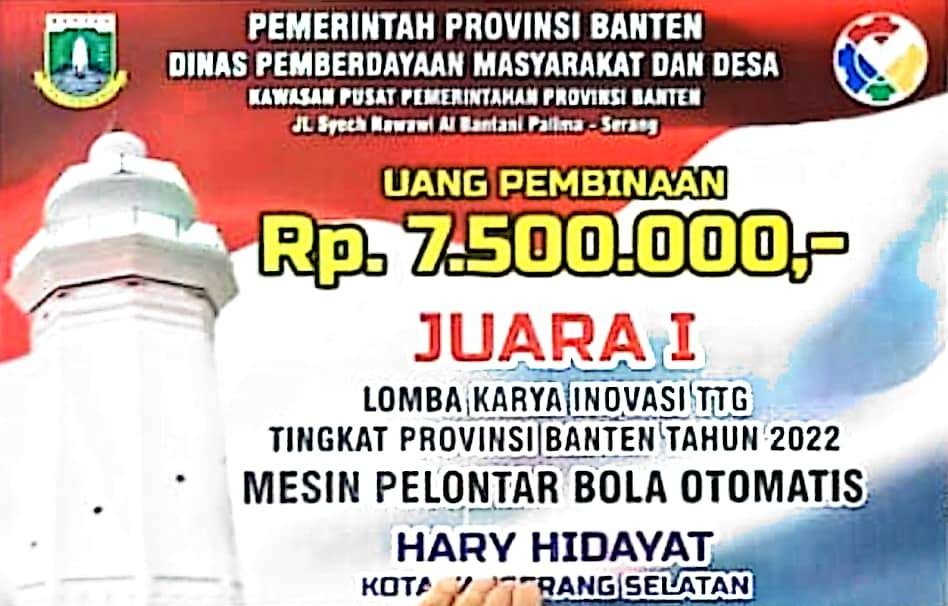 PEMERINTAH PROVINSI BANTEN
DINAS PEMBERDAYAAN MASYARAKAT DAN DESA
KAWASAN PUSAT PEMERINTAHAN PROVINSI BANTEN
JL. Syech Nawawi Al Bantani Palima - Serang
UANG PEMBINAAN
Rp. 7.500.000,-
JUARA I
LOMBA KARYA INOVASI TTG
TINGKAT PROVINSI BANTEN TAHUN 2022
MESIN PELONTAR BOLA OTOMATIS
HARY HIDAYAT
KOTA SELATAN